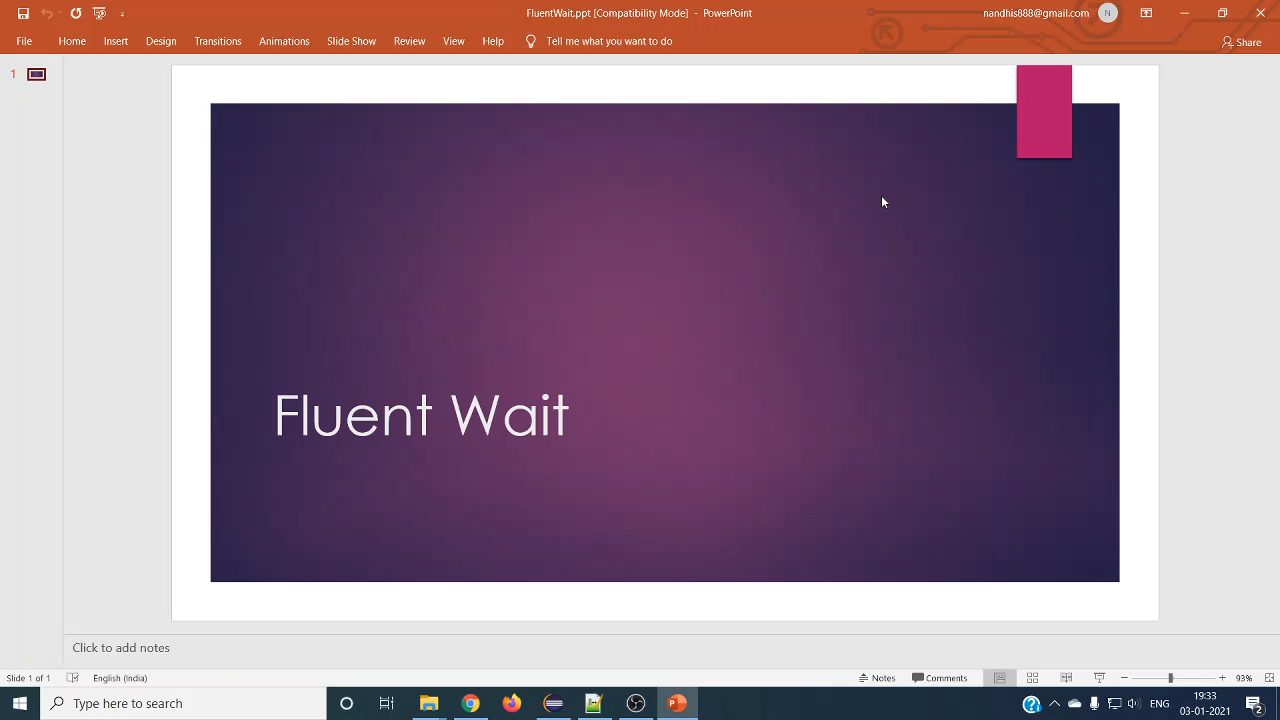 FluentWait.ppt [Compatibility Mode] - PowerPoint
nandhis888@gmail.com
N
File
Home
Insert
Design
Transitions
Animations
Slide Show
Review
View
Help
Tell me what you want to do
Share
1
Fluent Wait
Click to add notes
Slide 1 of 1
English (India)
Notes
Comments
93%
Type here to search
ENG
19:33
03-01-2021
2